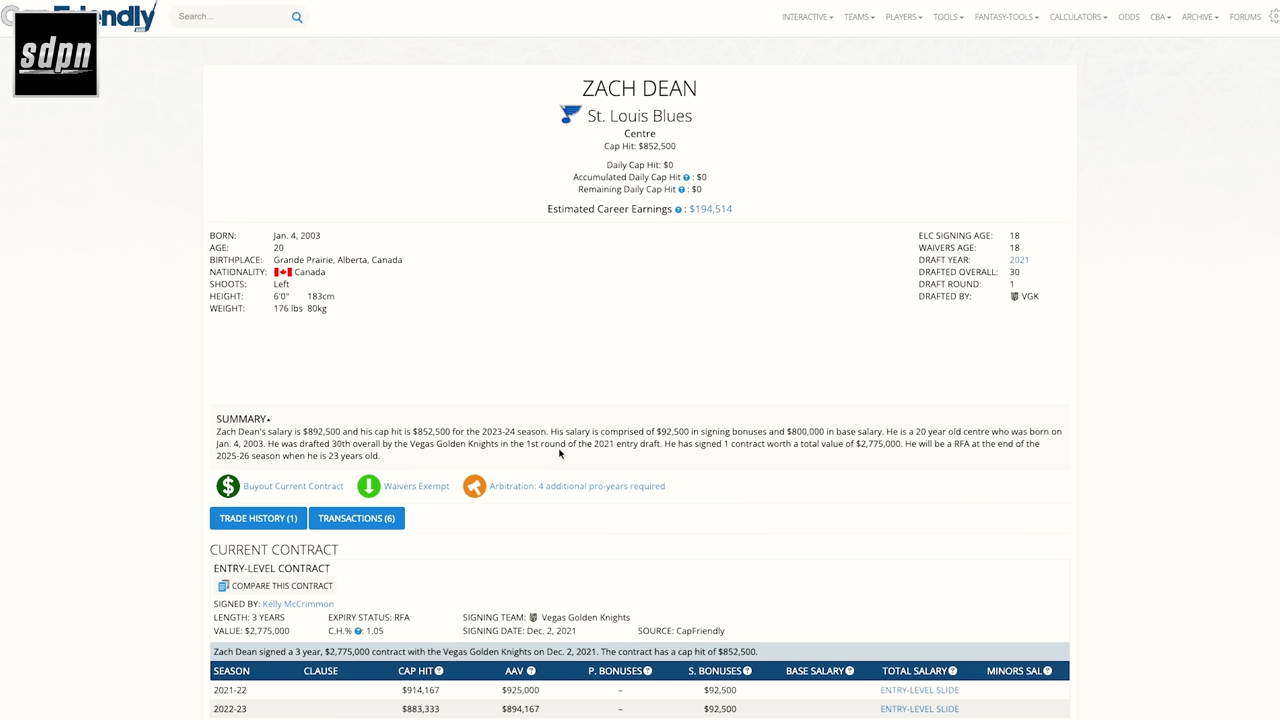 endly
Search...
INTERACTIVE
TEAMS
PLAYERS
TOOLS
FANTASY-TOOLS
CALCULATORS
ODDS
CBA
ARCHIVE
FORUMS
sdpn
ZACH DEAN
St. Louis Blues
Centre
Cap Hit: $852,500
Daily Cap Hit: $0
Accumulated Daily Cap Hit ? : $0
Remaining Daily Cap Hit ? : $0
Estimated Career Earnings ? : $194,514
BORN: Jan. 4, 2003
AGE: 20
BIRTHPLACE: Grande Prairie, Alberta, Canada
NATIONALITY: Canada
SHOOTS: Left
HEIGHT: 6'0" 183cm
WEIGHT: 176 lbs 80kg
ELC SIGNING AGE: 18
WAIVERS AGE: 18
DRAFT YEAR: 2021
DRAFTED OVERALL: 30
DRAFT ROUND: 1
DRAFTED BY: VGK
SUMMARY
Zach Dean's salary is $892,500 and his cap hit is $852,500 for the 2023-24 season. His salary is comprised of $92,500 in signing bonuses and $800,000 in base salary. He is a 20 year old centre who was born on
Jan. 4, 2003. He was drafted 30th overall by the Vegas Golden Knights in the 1st round of the 2021 entry draft. He has signed 1 contract worth a total value of $2,775,000. He will be a RFA at the end of the
2025-26 season when he is 23 years old.
$ Buyout Current Contract
Waivers Exempt
Arbitration: 4 additional pro-years required
TRADE HISTORY (1)
TRANSACTIONS (6)
CURRENT CONTRACT
ENTRY-LEVEL CONTRACT
COMPARE THIS CONTRACT
SIGNED BY: Kelly McCrimmon
LENGTH: 3 YEARS EXPIRY STATUS: RFA SIGNING TEAM: Vegas Golden Knights
VALUE: $2,775,000 C.H.% ? : 1.05 SIGNING DATE: Dec. 2, 2021 SOURCE: CapFriendly
Zach Dean signed a 3 year, $2,775,000 contract with the Vegas Golden Knights on Dec. 2, 2021. The contract has a cap hit of $852,500.
SEASON CLAUSE CAP HIT ? AAV ? P. BONUSES ? S. BONUSES ? BASE SALARY ? TOTAL SALARY ? MINORS SAL ?
2021-22 $914,167 $925,000 – $92,500 ENTRY-LEVEL SLIDE
2022-23 $883,333 $894,167 – $92,500 ENTRY-LEVEL SLIDE